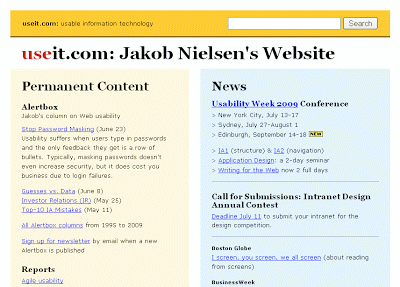 useit.com: usable information technology
Search
useit.com: Jakob Nielsen's Website
Permanent Content
Alertbox
Jakob's column on Web usability
Stop Password Masking (June 23)
Usability suffers when users type in passwords
and the only feedback they get is a row of
bullets. Typically, masking passwords doesn't
even increase security, but it does cost you
business due to login failures.
Guesses vs. Data (June 8)
Investor Relations (IR) (May 25)
Top-10 IA Mistakes (May 11)
All Alertbox columns from 1995 to 2009
Sign up for newsletter by email when a new
Alertbox is published
Reports
Agile usability
News
Usability Week 2009 Conference
> New York City, July 13-17
> Sydney, July 27-August 1
> Edinburgh, September 14-18 NEW
> IA1 (structure) & IA2 (navigation)
> Application Design: a 2-day seminar
> Writing for the Web now 2 full days
Call for Submissions: Intranet Design
Annual Contest
Deadline July 11 to submit your intranet for the
design competition.
Boston Globe
I screen, you screen, we all screen (about reading
from screens)
BusinessWeek